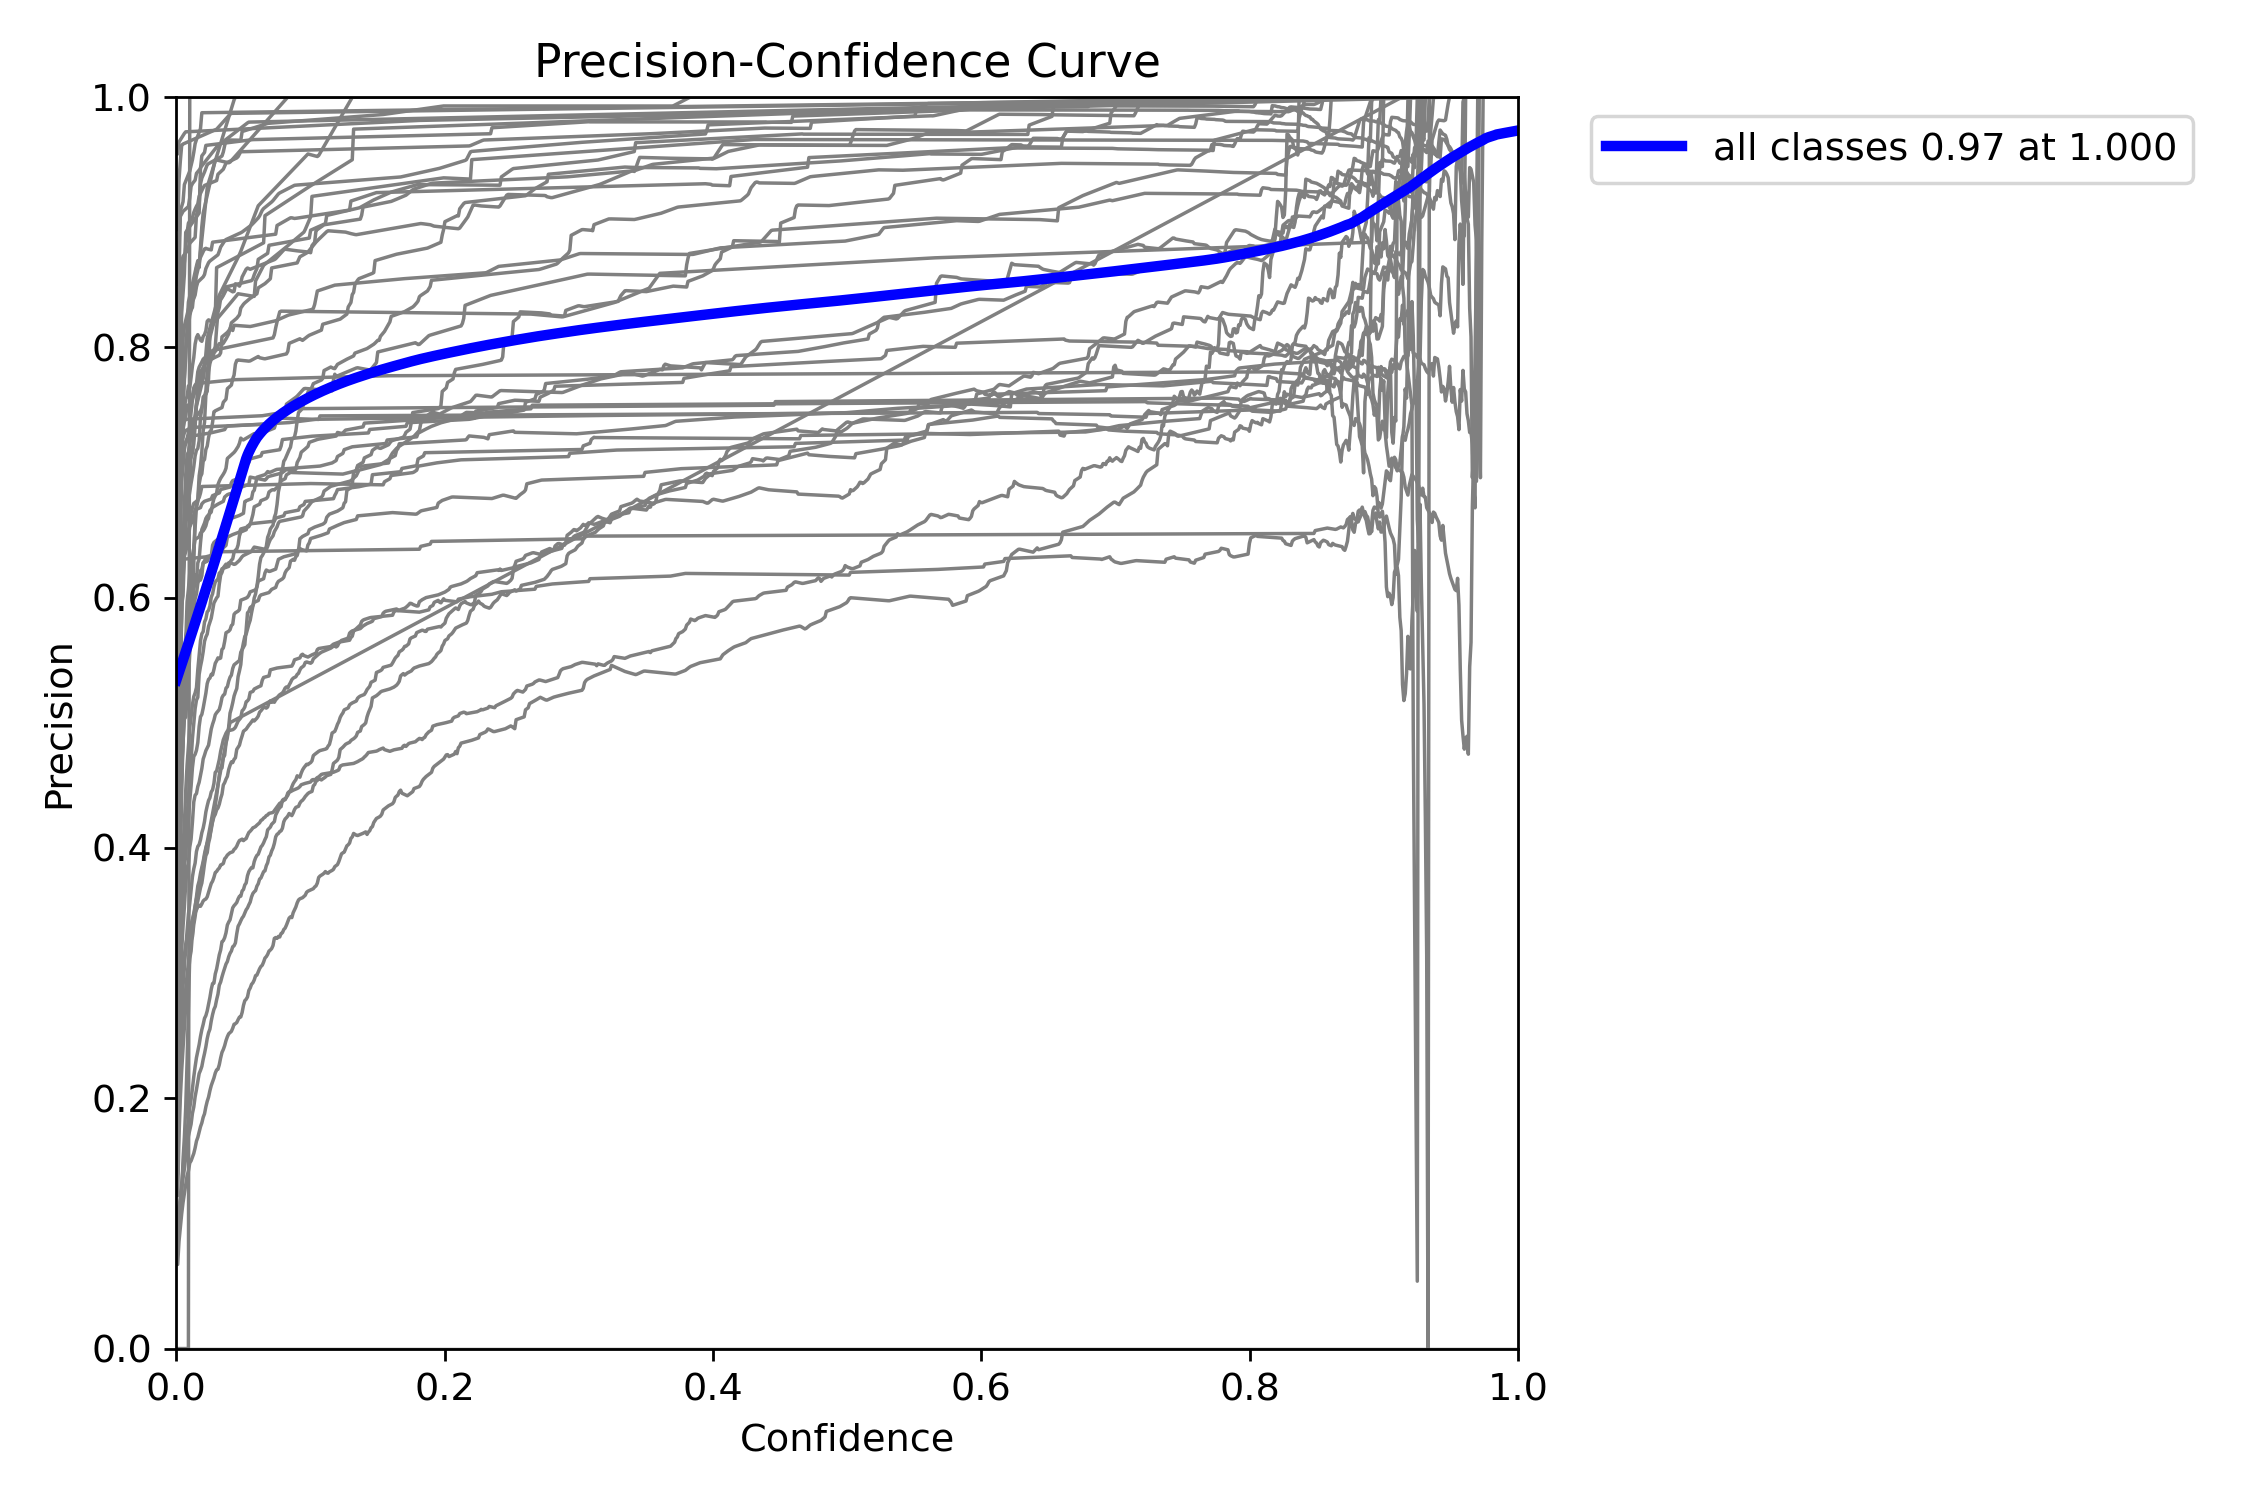 Precision-Confidence Curve
all classes 0.97 at 1.000
1.0
0.8
0.6
0.4
0.2
0.0
Precision
0.0 0.2 0.4 0.6 0.8 1.0
Confidence